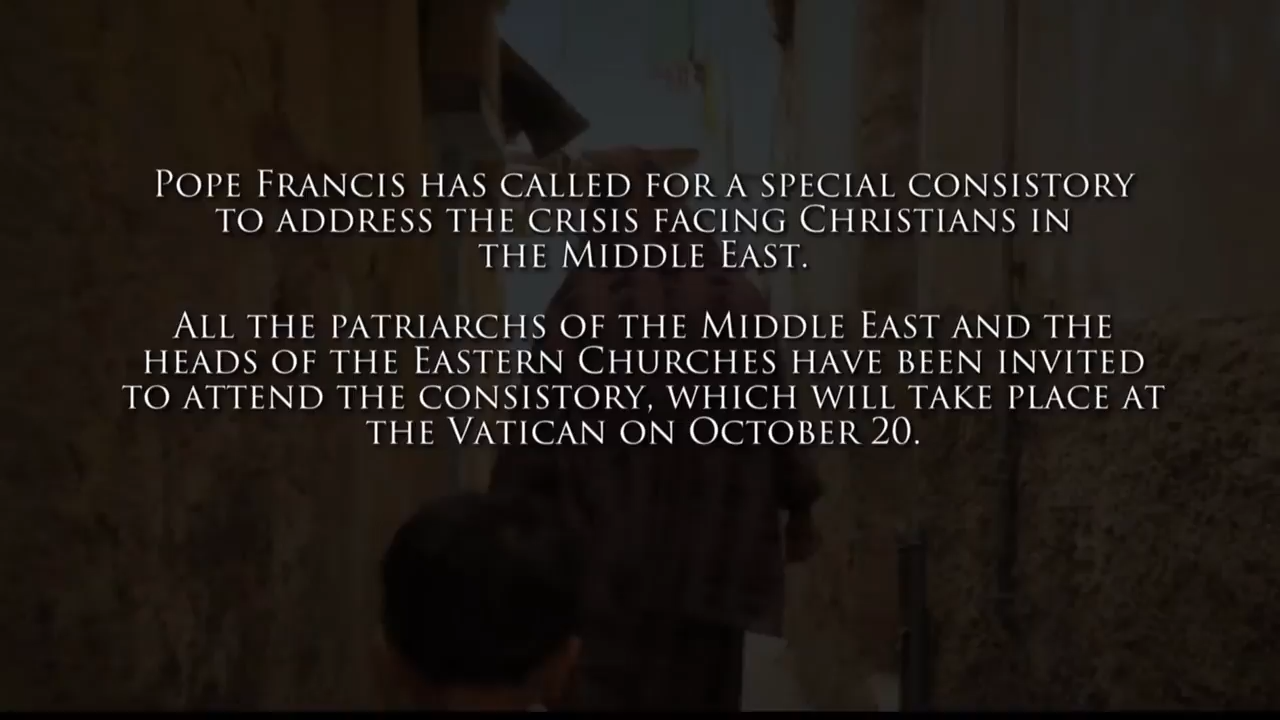 Pope Francis has called for a special consistory
to address the crisis facing Christians in
the Middle East.
All the patriarchs of the Middle East and the
heads of the Eastern Churches have been invited
to attend the consistory, which will take place at
the Vatican on October 20.